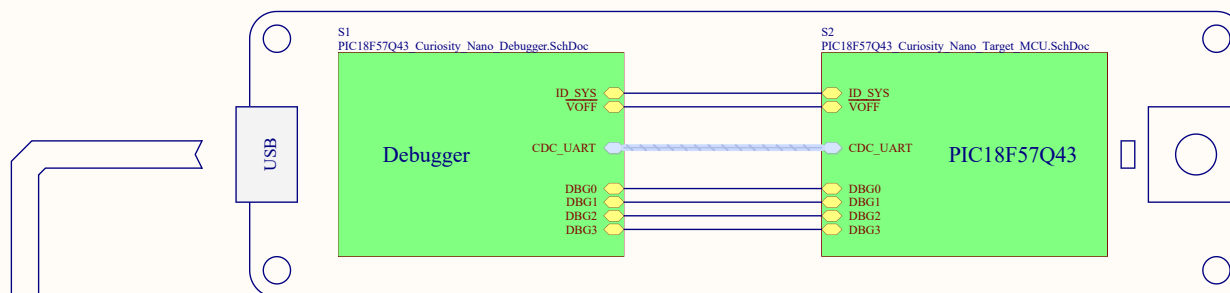 S1
PIC18F57Q43_Curiosity_Nano_Debugger.SchDoc
S2
PIC18F57Q43_Curiosity_Nano_Target_MCU.SchDoc
ID_SYS
VOFF
CDC_UART
DBG0
DBG1
DBG2
DBG3
Debugger
USB
ID_SYS
VOFF
CDC_UART
DBG0
DBG1
DBG2
DBG3
PIC18F57Q43